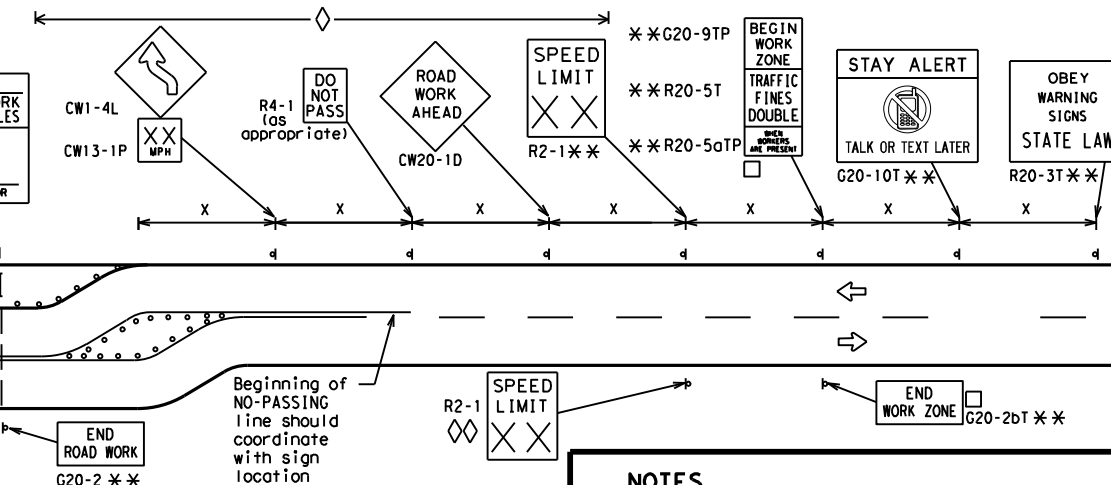 RK
LES
R
CW1-4L
CW13-1P
XX
MPH
R4-1
(as
appropriate)
DO
NOT
PASS
ROAD
WORK
AHEAD
CW20-1D
SPEED
LIMIT
XX
R2-1**
**G20-9TP
**R20-5T
**R20-5aTP
BEGIN
WORK
ZONE
TRAFFIC
FINES
DOUBLE
WHEN
WORKERS
ARE PRESENT
STAY ALERT
TALK OR TEXT LATER
G20-10T**
OBEY
WARNING
SIGNS
STATE LAW
R20-3T**
X X X X X X X
Beginning of
NO-PASSING
line should
coordinate
with sign
location
R2-1
SPEED
LIMIT
XX
END
WORK ZONE
G20-2bT**
END
ROAD WORK
G20-2**
NOTES